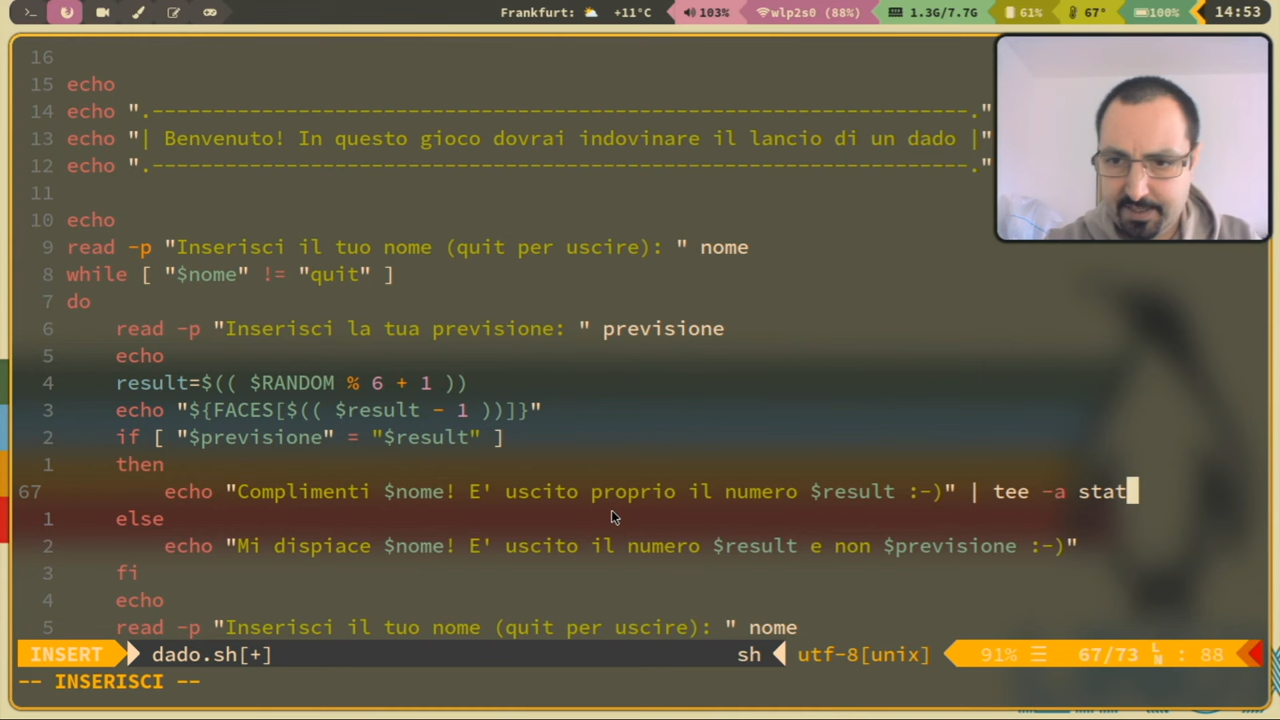 >_ Frankfurt: +11°C 103% wlp2s0 (88%) 1.3G/7.7G 61% 67° 100% 14:53
16
15 echo
14 echo ".-------------------------------------------------------------------."
13 echo "| Benvenuto! In questo gioco dovrai indovinare il lancio di un dado |"
12 echo ".-------------------------------------------------------------------."
11
10 echo
9 read -p "Inserisci il tuo nome (quit per uscire): " nome
8 while [ "$nome" != "quit" ]
7 do
6 read -p "Inserisci la tua previsione: " previsione
5 echo
4 result=$(( $RANDOM % 6 + 1 ))
3 echo "${FACES[$(( $result - 1 ))]}"
2 if [ "$previsione" = "$result" ]
1 then
67 echo "Complimenti $nome! E' uscito proprio il numero $result :-)" | tee -a stat
1 else
2 echo "Mi dispiace $nome! E' uscito il numero $result e non $previsione :-)"
3 fi
4 echo
5 read -p "Inserisci il tuo nome (quit per uscire): " nome
INSERT dado.sh[+] sh utf-8[unix] 91% ☰ 67/73 LN : 88
-- INSERISCI --